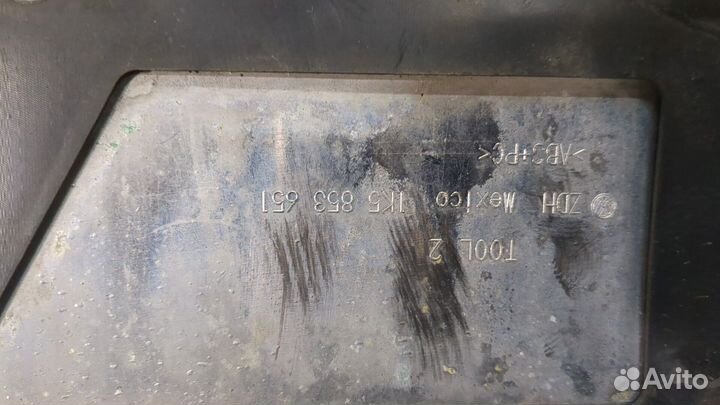 TOOL 2
ZDH Mexico 1K5 853 651
>ABS+PC<
Avito